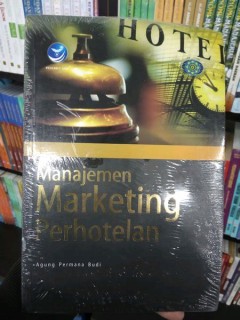 HOTEL
Manajemen
Marketing
Perhotelan
Agung Permana Budi